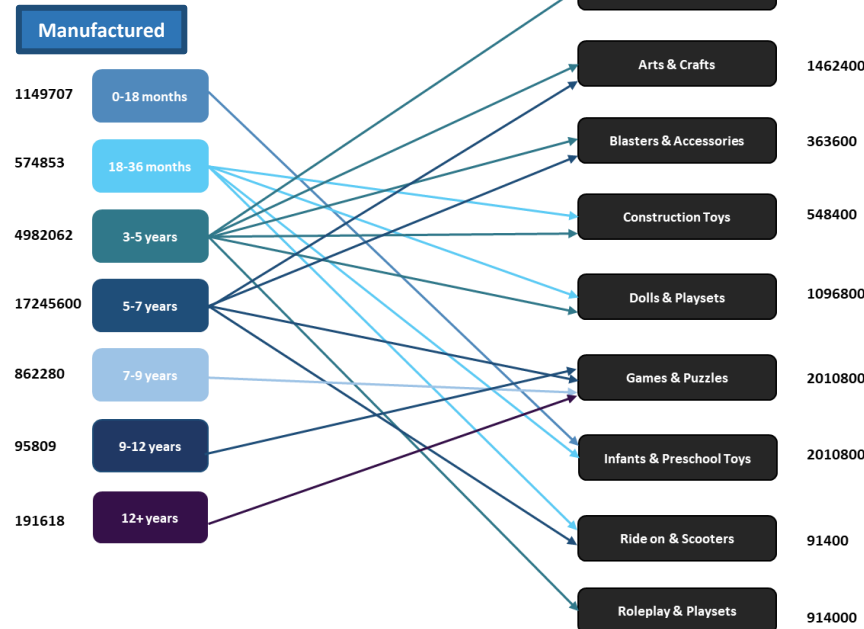 Manufactured
1149707
0-18 months
574853
18-36 months
4982062
3-5 years
17245600
5-7 years
862280
7-9 years
95809
9-12 years
191618
12+ years
Arts & Crafts
1462400
Blasters & Accessories
363600
Construction Toys
548400
Dolls & Playsets
1096800
Games & Puzzles
2010800
Infants & Preschool Toys
2010800
Ride on & Scooters
91400
Roleplay & Playsets
914000